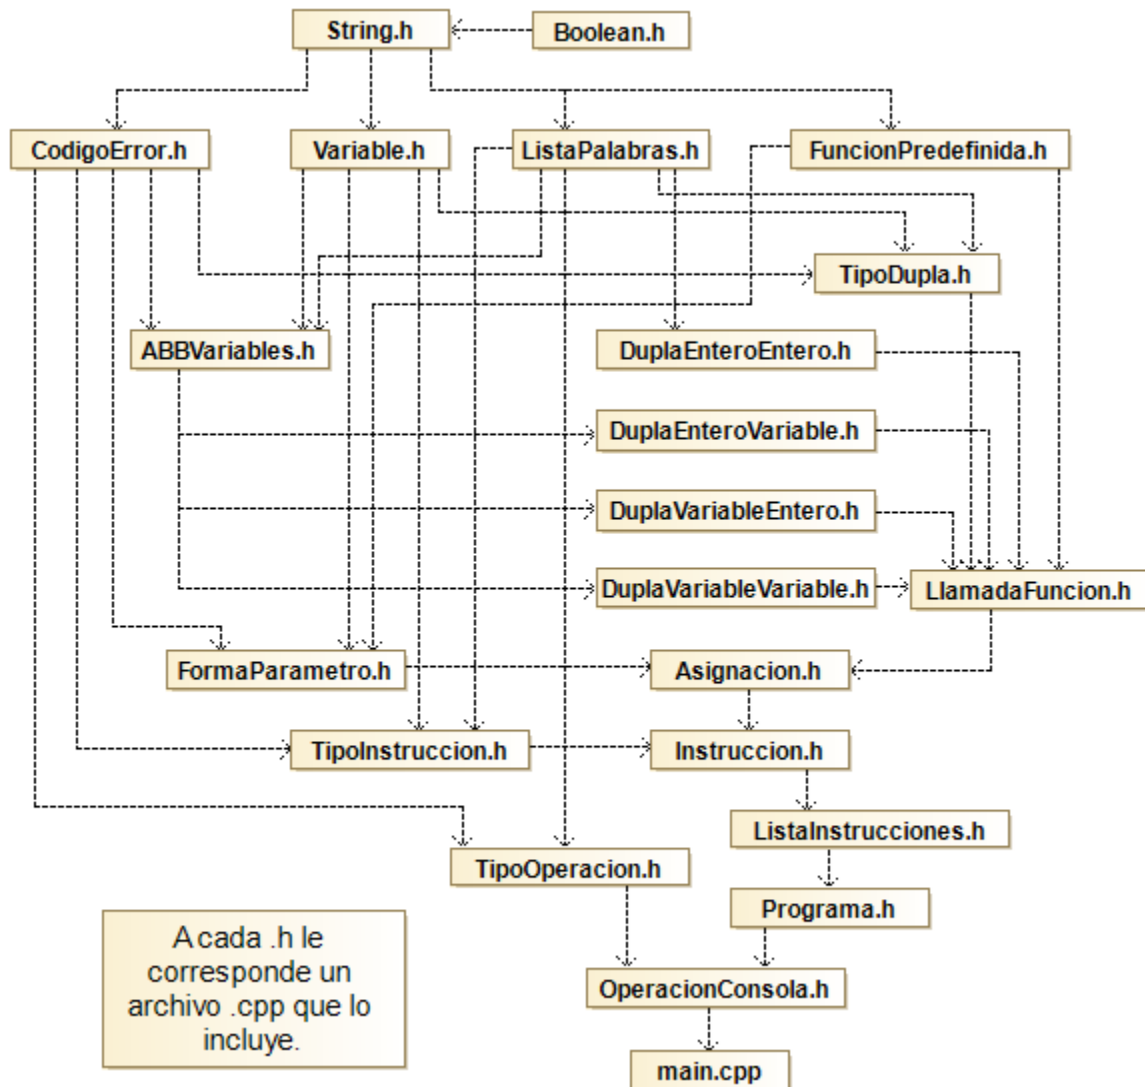 String.h
Boolean.h
CodigoError.h
Variable.h
ListaPalabras.h
FuncionPredefinida.h
TipoDupla.h
ABBVariables.h
DuplaEnteroEntero.h
DuplaEnteroVariable.h
DuplaVariableEntero.h
DuplaVariableVariable.h
LlamadaFuncion.h
FormaParametro.h
Asignacion.h
TipoInstruccion.h
Instruccion.h
ListaInstrucciones.h
TipoOperacion.h
Programa.h
A cada .h le
corresponde un
archivo .cpp que lo
incluye.
OperacionConsola.h
main.cpp